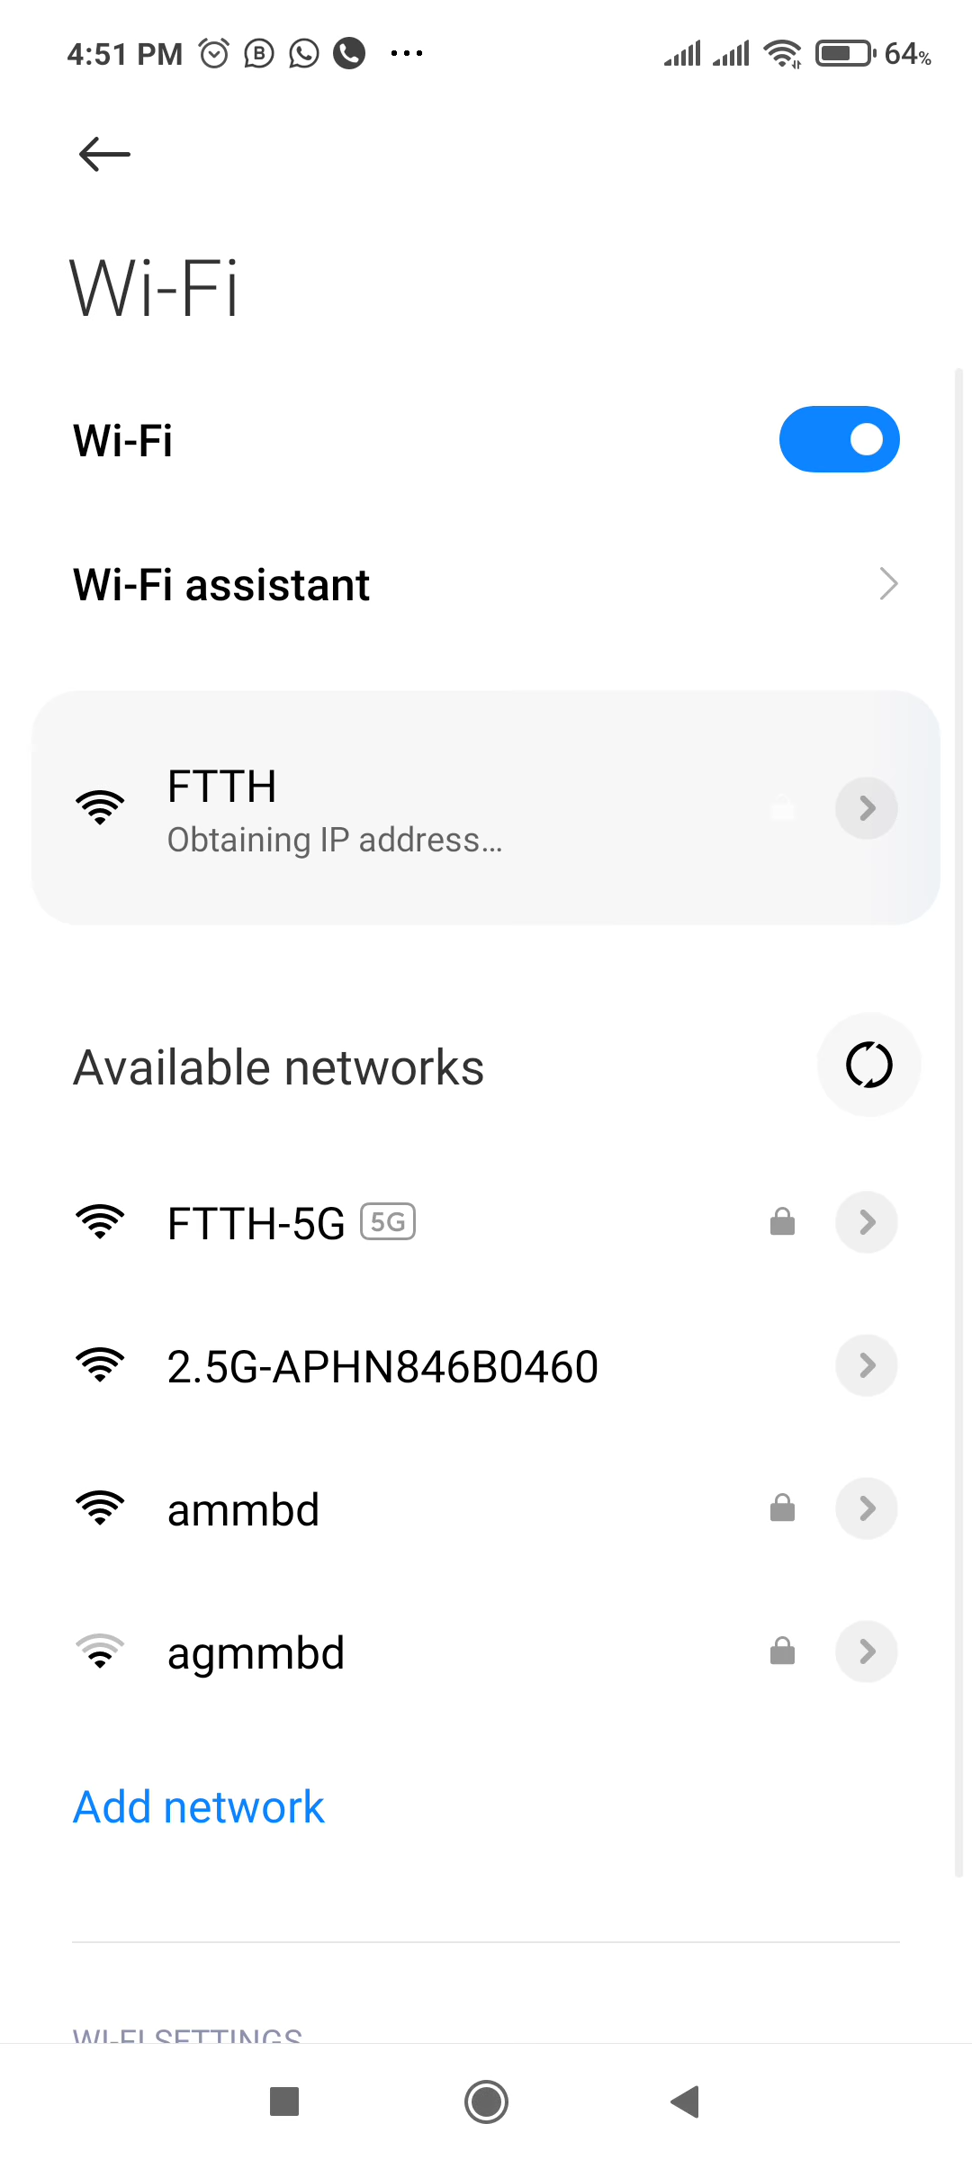 4:51 PM 64%
Wi-Fi
Wi-Fi
Wi-Fi assistant
FTTH
Obtaining IP address...
Available networks
FTTH-5G 5G
2.5G-APHN846B0460
ammbd
agmmbd
Add network
WI-FI SETTINGS